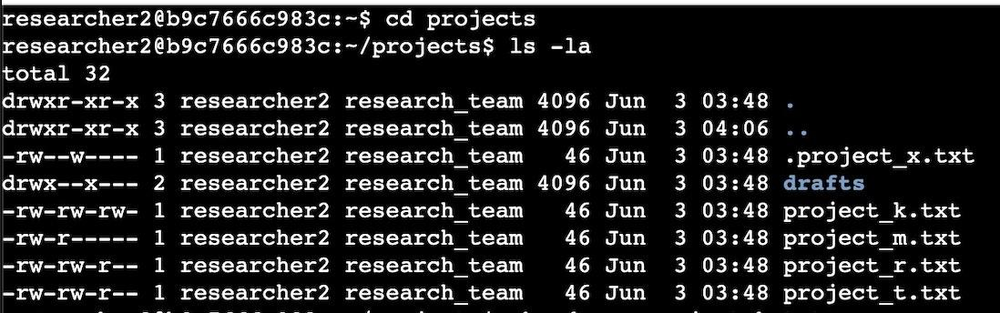 researcher2@b9c7666c983c:~$ cd projects
researcher2@b9c7666c983c:~/projects$ ls -la
total 32
drwxr-xr-x 3 researcher2 research_team 4096 Jun  3 03:48 .
drwxr-xr-x 3 researcher2 research_team 4096 Jun  3 04:06 ..
-rw--w---- 1 researcher2 research_team   46 Jun  3 03:48 .project_x.txt
drwx--x--- 2 researcher2 research_team 4096 Jun  3 03:48 drafts
-rw-rw-rw- 1 researcher2 research_team   46 Jun  3 03:48 project_k.txt
-rw-r----- 1 researcher2 research_team   46 Jun  3 03:48 project_m.txt
-rw-rw-r-- 1 researcher2 research_team   46 Jun  3 03:48 project_r.txt
-rw-rw-r-- 1 researcher2 research_team   46 Jun  3 03:48 project_t.txt